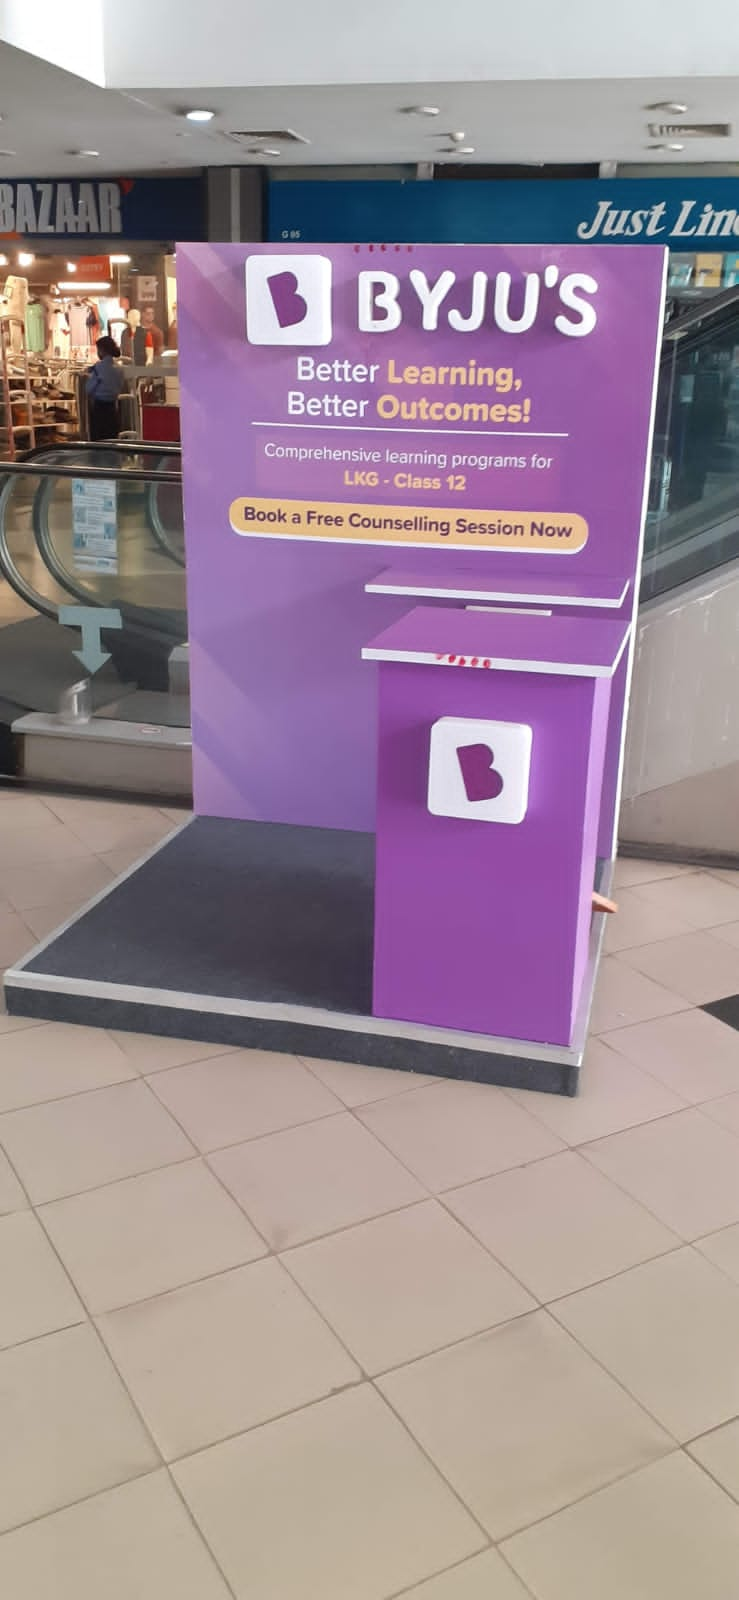 BAZAAR
G 95
Just Lin
B BYJU'S
Better Learning,
Better Outcomes!
Comprehensive learning programs for
LKG - Class 12
Book a Free Counselling Session Now
B